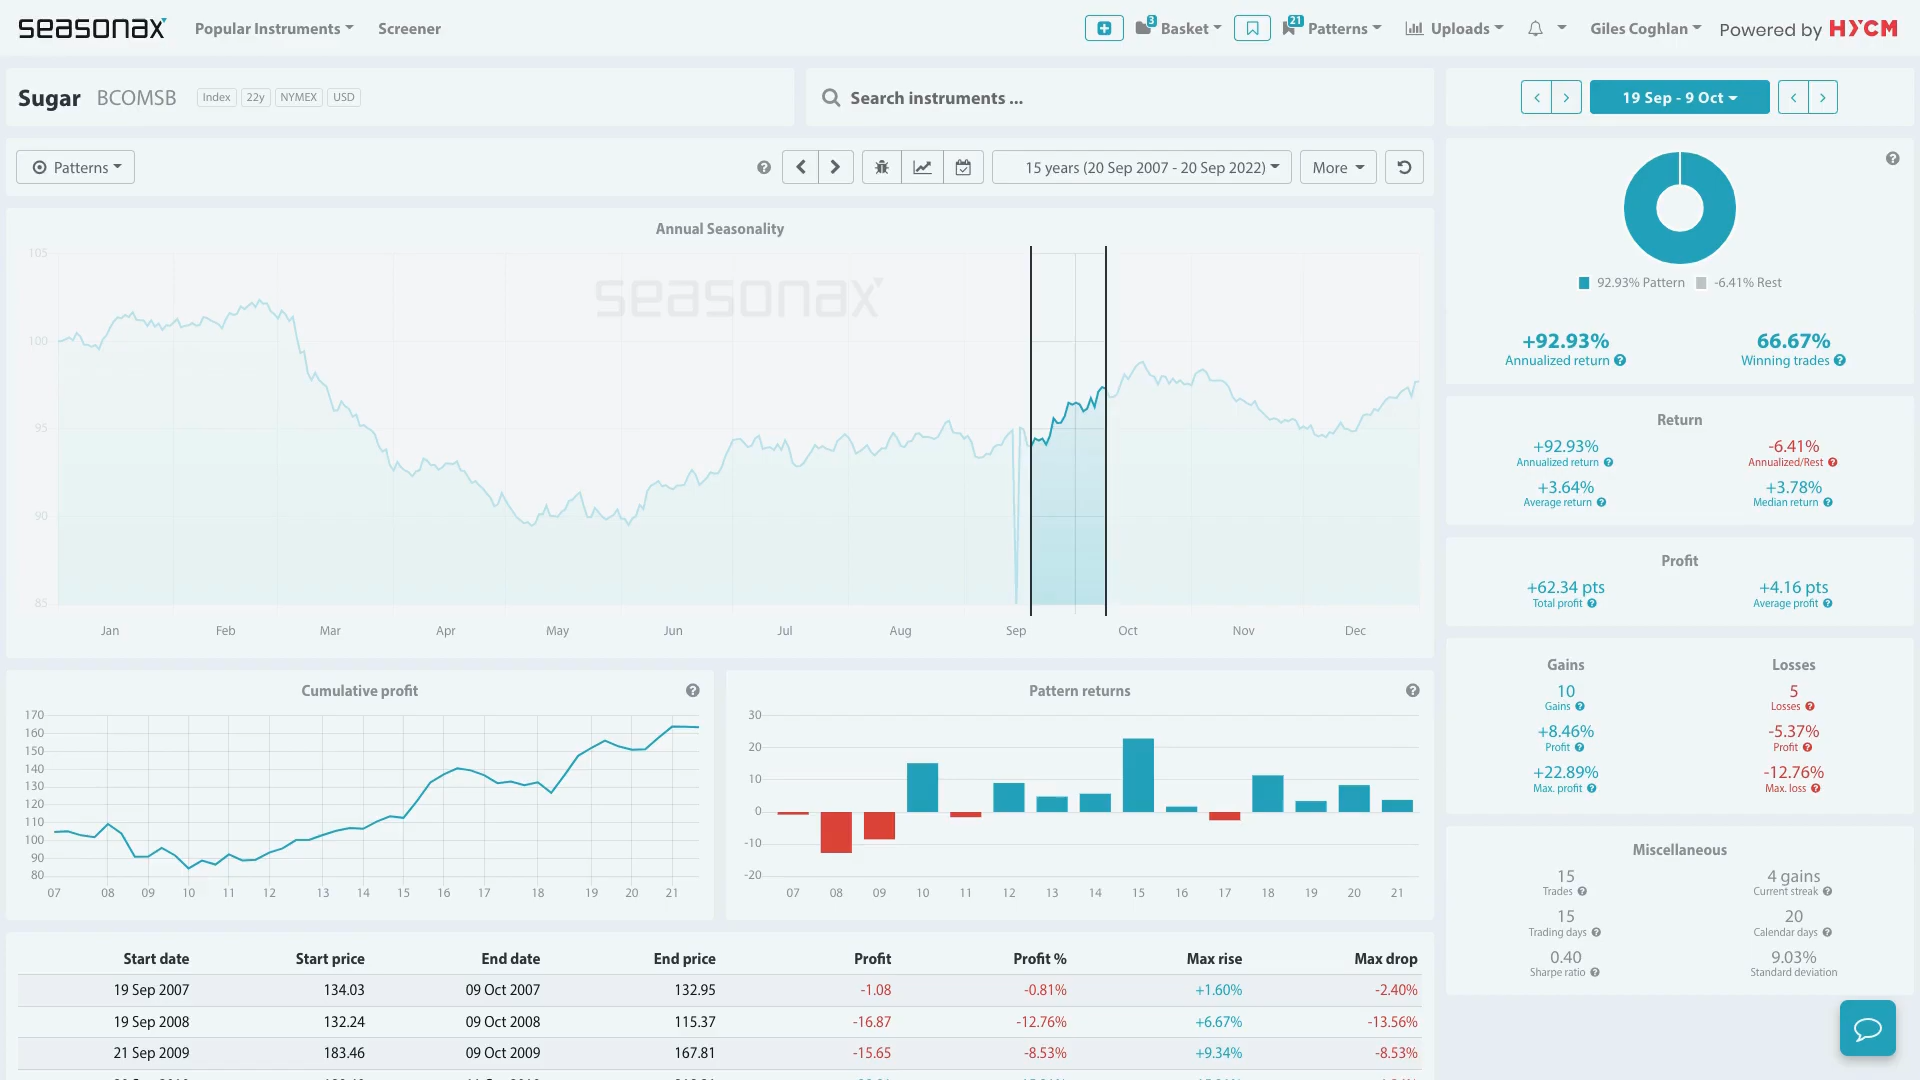 seasonax Popular Instruments Screener 3 Basket 21 Patterns Uploads Giles Coghlan Powered by HYCM
Sugar BCOMSB Index 22y NYMEX USD
Search instruments ...
19 Sep - 9 Oct
Patterns
15 years (20 Sep 2007 - 20 Sep 2022) More
Annual Seasonality
seasonax
105
100
95
90
85
Jan Feb Mar Apr May Jun Jul Aug Sep Oct Nov Dec
92.93% Pattern -6.41% Rest
+92.93% 66.67%
Annualized return Winning trades
Return
+92.93% -6.41%
Annualized return Annualized/Rest
+3.64% +3.78%
Average return Median return
Profit
+62.34 pts +4.16 pts
Total profit Average profit
Gains Losses
10 5
Gains Losses
+8.46% -5.37%
Profit Profit
+22.89% -12.76%
Max. profit Max. loss
Miscellaneous
15 4 gains
Trades Current streak
15 20
Trading days Calendar days
0.40 9.03%
Sharpe ratio Standard deviation
Cumulative profit
170
160
150
140
130
120
110
100
90
80
07 08 09 10 11 12 13 14 15 16 17 18 19 20 21
Pattern returns
30
20
10
0
-10
-20
07 08 09 10 11 12 13 14 15 16 17 18 19 20 21
Start date Start price End date End price Profit Profit % Max rise Max drop
19 Sep 2007 134.03 09 Oct 2007 132.95 -1.08 -0.81% +1.60% -2.40%
19 Sep 2008 132.24 09 Oct 2008 115.37 -16.87 -12.76% +6.67% -13.56%
21 Sep 2009 183.46 09 Oct 2009 167.81 -15.65 -8.53% +9.34% -8.53%